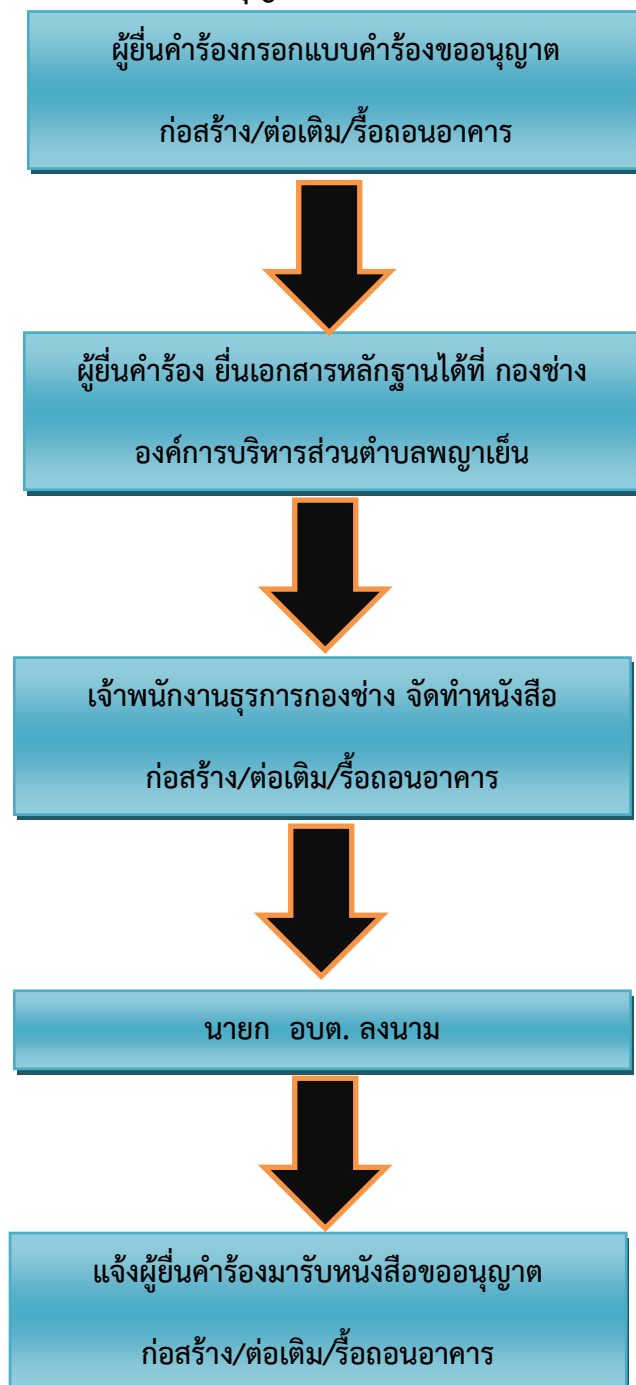 ผู้ยื่นคำร้องกรอกแบบคำร้องขออนุญาต
ก่อสร้าง/ต่อเติม/รื้อถอนอาคาร
ผู้ยื่นคำร้อง ยื่นเอกสารหลักฐานได้ที่ กองช่าง
องค์การบริหารส่วนตำบลพญาเย็น
เจ้าพนักงานธุรการกองช่าง จัดทำหนังสือ
ก่อสร้าง/ต่อเติม/รื้อถอนอาคาร
นายก อบต. ลงนาม
แจ้งผู้ยื่นคำร้องมารับหนังสือขออนุญาต
ก่อสร้าง/ต่อเติม/รื้อถอนอาคาร